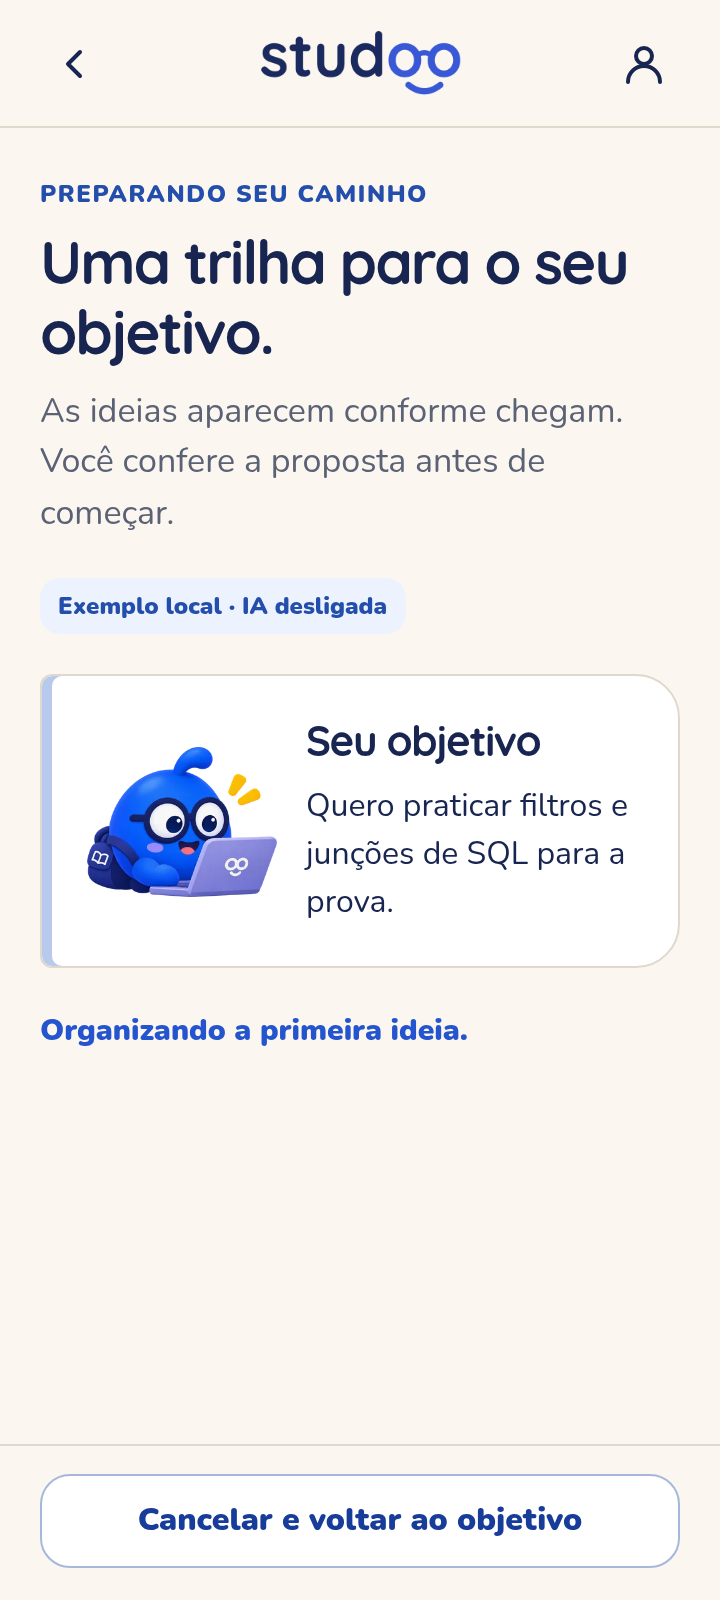 studoo
PREPARANDO SEU CAMINHO
Uma trilha para o seu
objetivo.
As ideias aparecem conforme chegam.
Você confere a proposta antes de
começar.
Exemplo local · IA desligada
Seu objetivo
Quero praticar filtros e
junções de SQL para a
prova.
Organizando a primeira ideia.
Cancelar e voltar ao objetivo